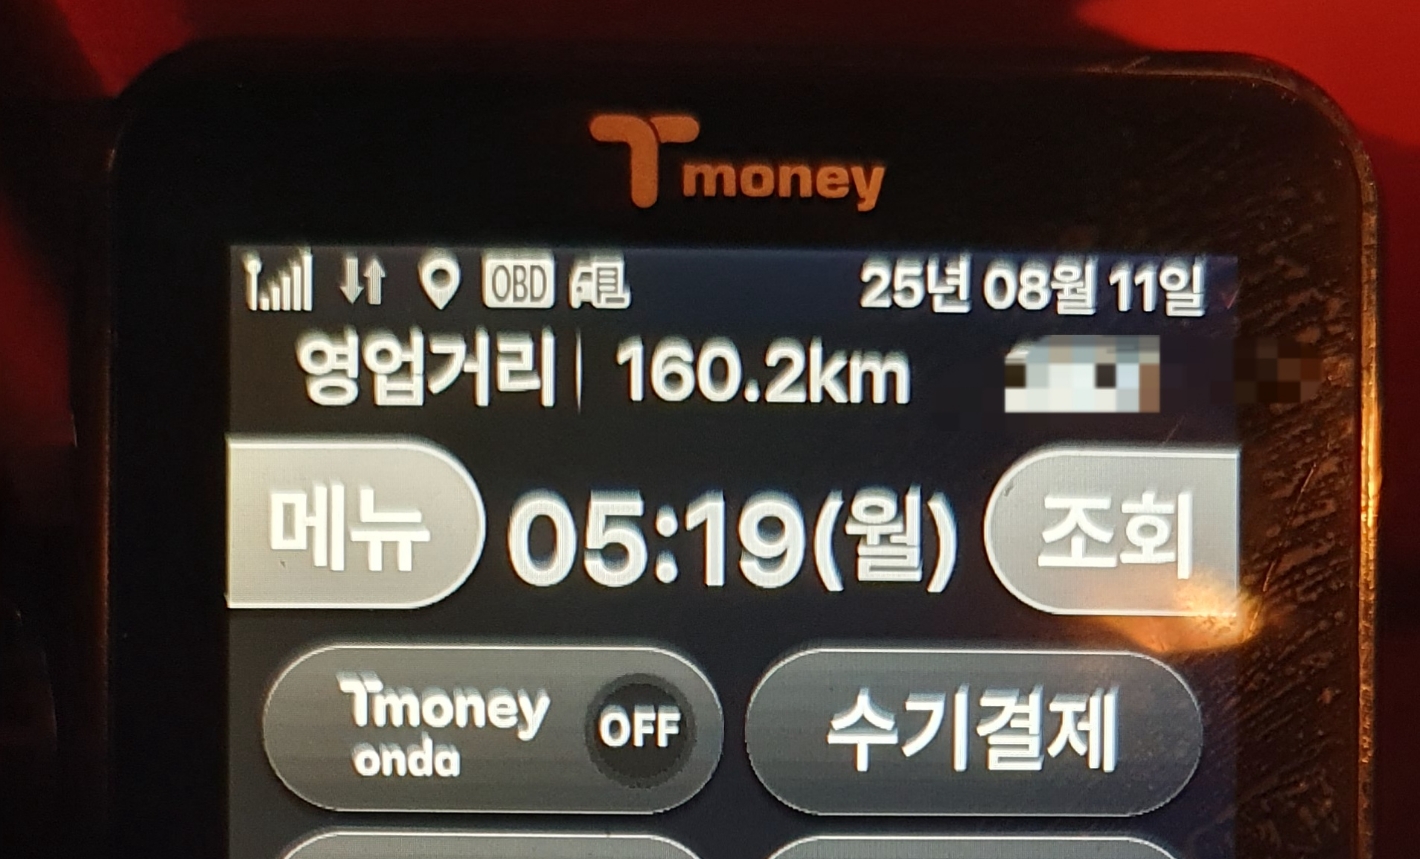 Tmoney
OBD 25년 08월 11일
영업거리 160.2km
메뉴 05:19(월) 조회
Tmoney onda OFF 수기결제